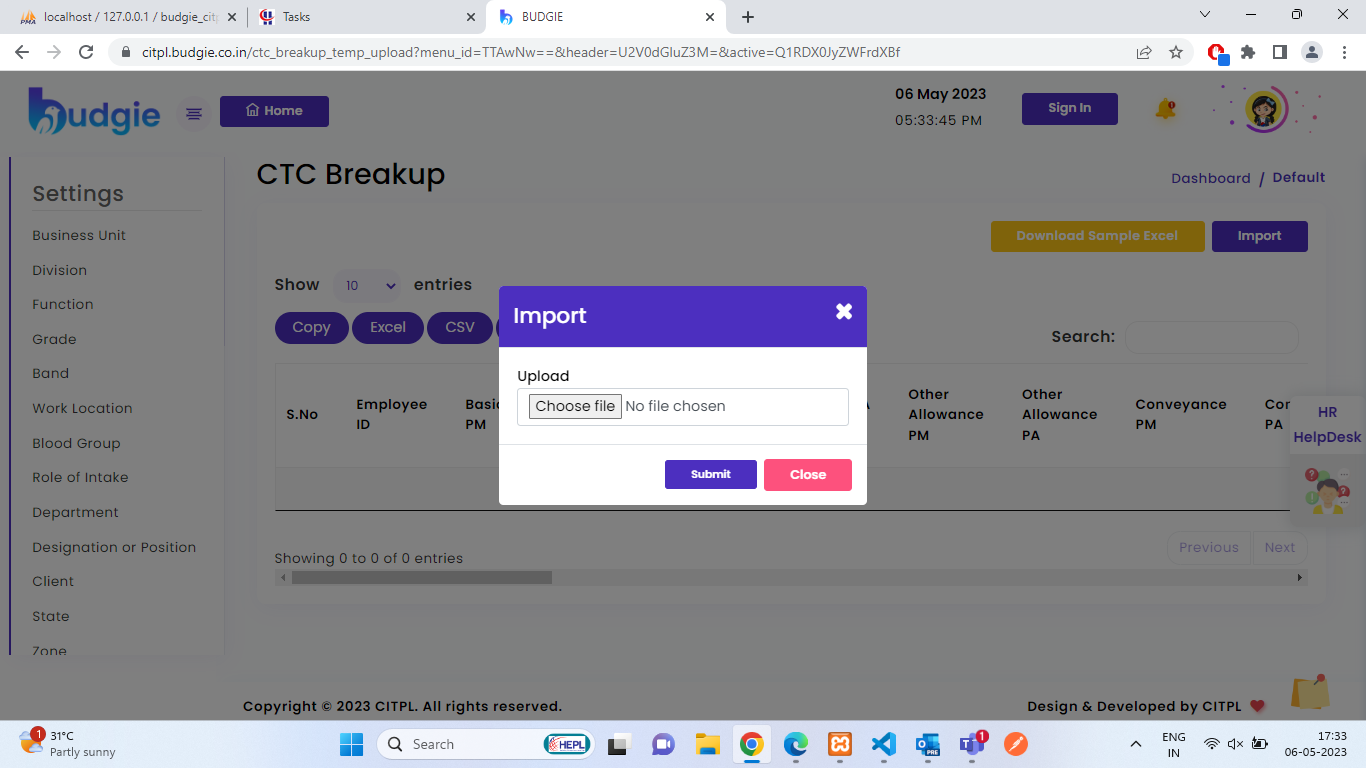 localhost / 127.0.0.1 / budgie_citp
Tasks
BUDGIE
citpl.budgie.co.in/ctc_breakup_temp_upload?menu_id=TTAwNw==&header=U2V0dGluZ3M=&active=Q1RDX0JyZWFrdXBf
budgie
Home
06 May 2023
05:33:45 PM
Sign In
Settings
Business Unit
Division
Function
Grade
Band
Work Location
Blood Group
Role of Intake
Department
Designation or Position
Client
State
Zone
CTC Breakup
Dashboard / Default
Download Sample Excel
Import
Show 10 entries
Copy Excel CSV
Search:
S.No
Employee
ID
Basic
PM
Other
Allowance
PM
Other
Allowance
PA
Conveyance
PM
Con
PA
Import
Upload
Choose file No file chosen
Submit Close
Showing 0 to 0 of 0 entries
Previous Next
HR
HelpDesk
Copyright © 2023 CITPL. All rights reserved.
Design & Developed by CITPL
1
31°C
Partly sunny
Search
HEPL
PRE
1
ENG
IN
17:33
06-05-2023